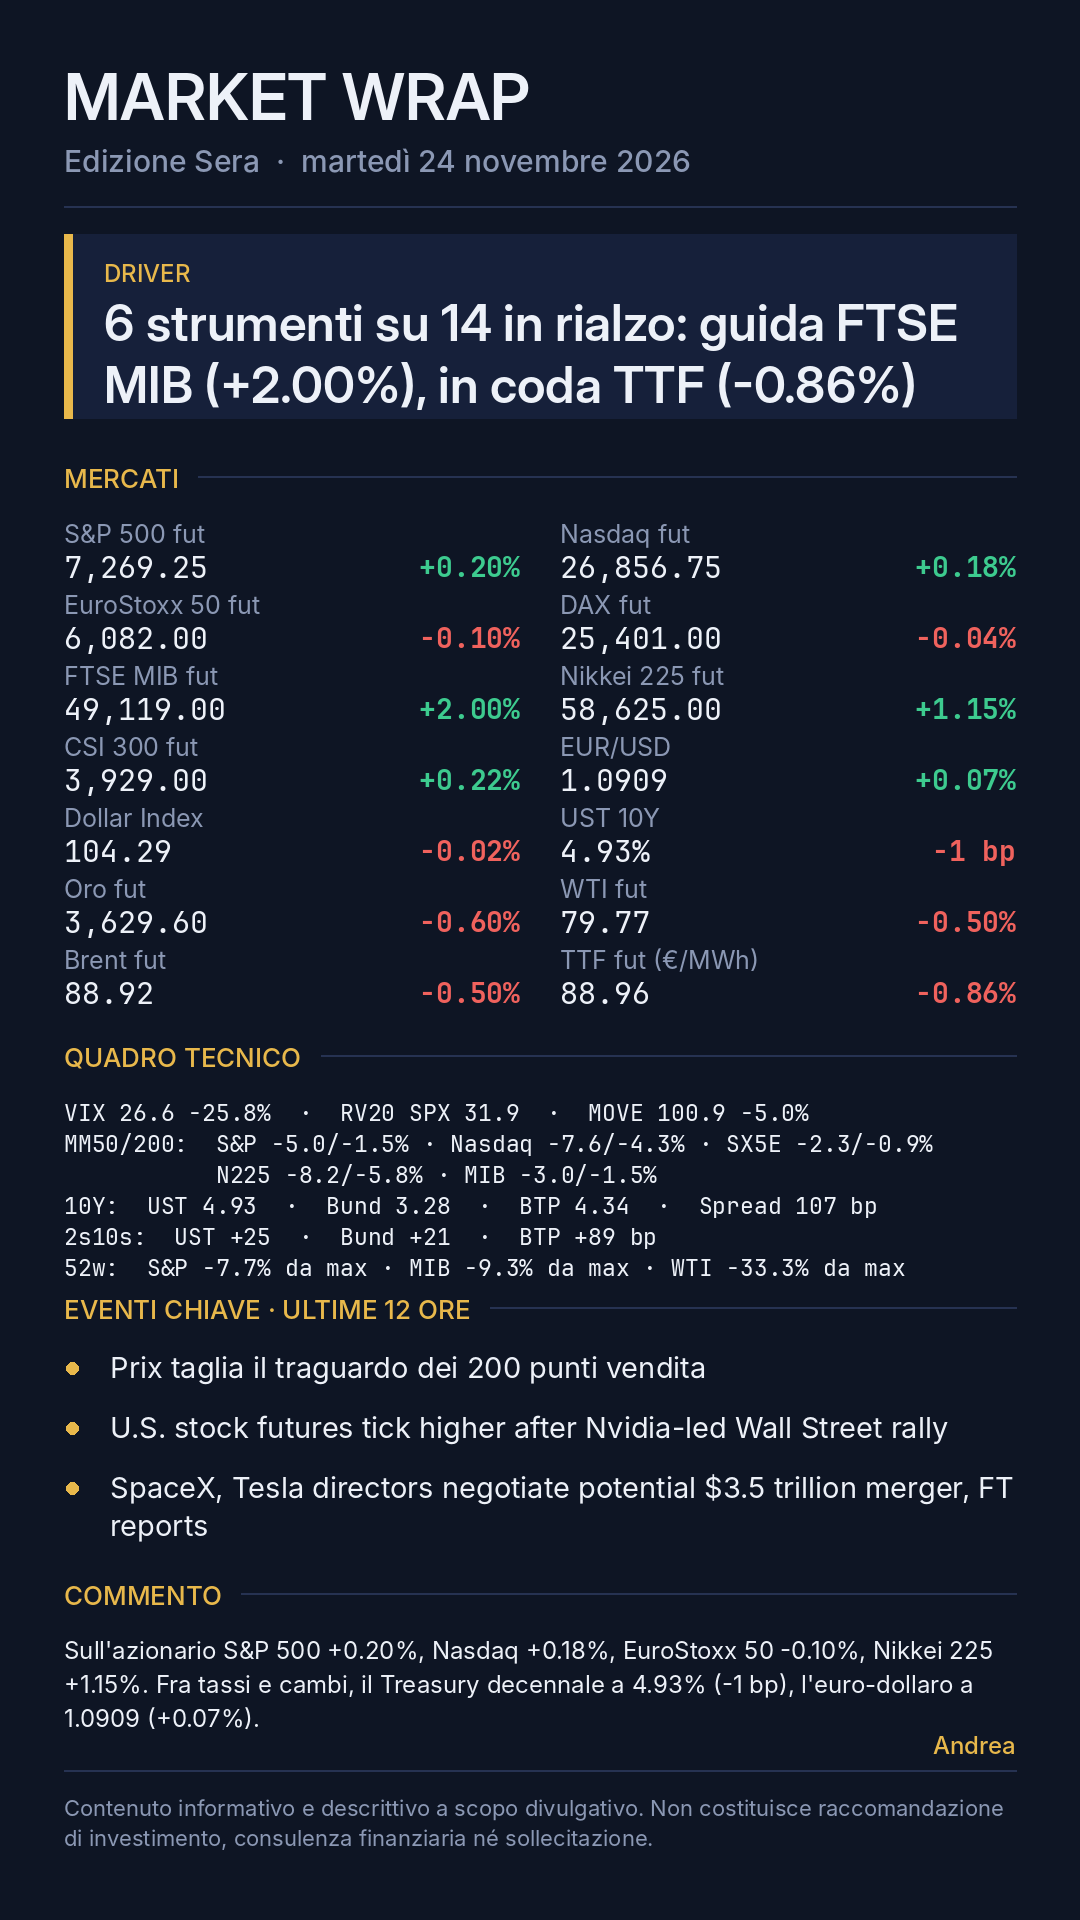 MARKET WRAP
Edizione Sera · martedì 24 novembre 2026
DRIVER
6 strumenti su 14 in rialzo: guida FTSE
MIB (+2.00%), in coda TTF (-0.86%)
MERCATI
S&P 500 fut
7,269.25 +0.20%
Nasdaq fut
26,856.75 +0.18%
EuroStoxx 50 fut
6,082.00 -0.10%
DAX fut
25,401.00 -0.04%
FTSE MIB fut
49,119.00 +2.00%
Nikkei 225 fut
58,625.00 +1.15%
CSI 300 fut
3,929.00 +0.22%
EUR/USD
1.0909 +0.07%
Dollar Index
104.29 -0.02%
UST 10Y
4.93% -1 bp
Oro fut
3,629.60 -0.60%
WTI fut
79.77 -0.50%
Brent fut
88.92 -0.50%
TTF fut (€/MWh)
88.96 -0.86%
QUADRO TECNICO
VIX 26.6 -25.8% · RV20 SPX 31.9 · MOVE 100.9 -5.0%
MM50/200: S&P -5.0/-1.5% · Nasdaq -7.6/-4.3% · SX5E -2.3/-0.9%
N225 -8.2/-5.8% · MIB -3.0/-1.5%
10Y: UST 4.93 · Bund 3.28 · BTP 4.34 · Spread 107 bp
2s10s: UST +25 · Bund +21 · BTP +89 bp
52w: S&P -7.7% da max · MIB -9.3% da max · WTI -33.3% da max
EVENTI CHIAVE · ULTIME 12 ORE
Prix taglia il traguardo dei 200 punti vendita
U.S. stock futures tick higher after Nvidia-led Wall Street rally
SpaceX, Tesla directors negotiate potential $3.5 trillion merger, FT
reports
COMMENTO
Sull'azionario S&P 500 +0.20%, Nasdaq +0.18%, EuroStoxx 50 -0.10%, Nikkei 225
+1.15%. Fra tassi e cambi, il Treasury decennale a 4.93% (-1 bp), l'euro-dollaro a
1.0909 (+0.07%).
Andrea
Contenuto informativo e descrittivo a scopo divulgativo. Non costituisce raccomandazione
di investimento, consulenza finanziaria né sollecitazione.